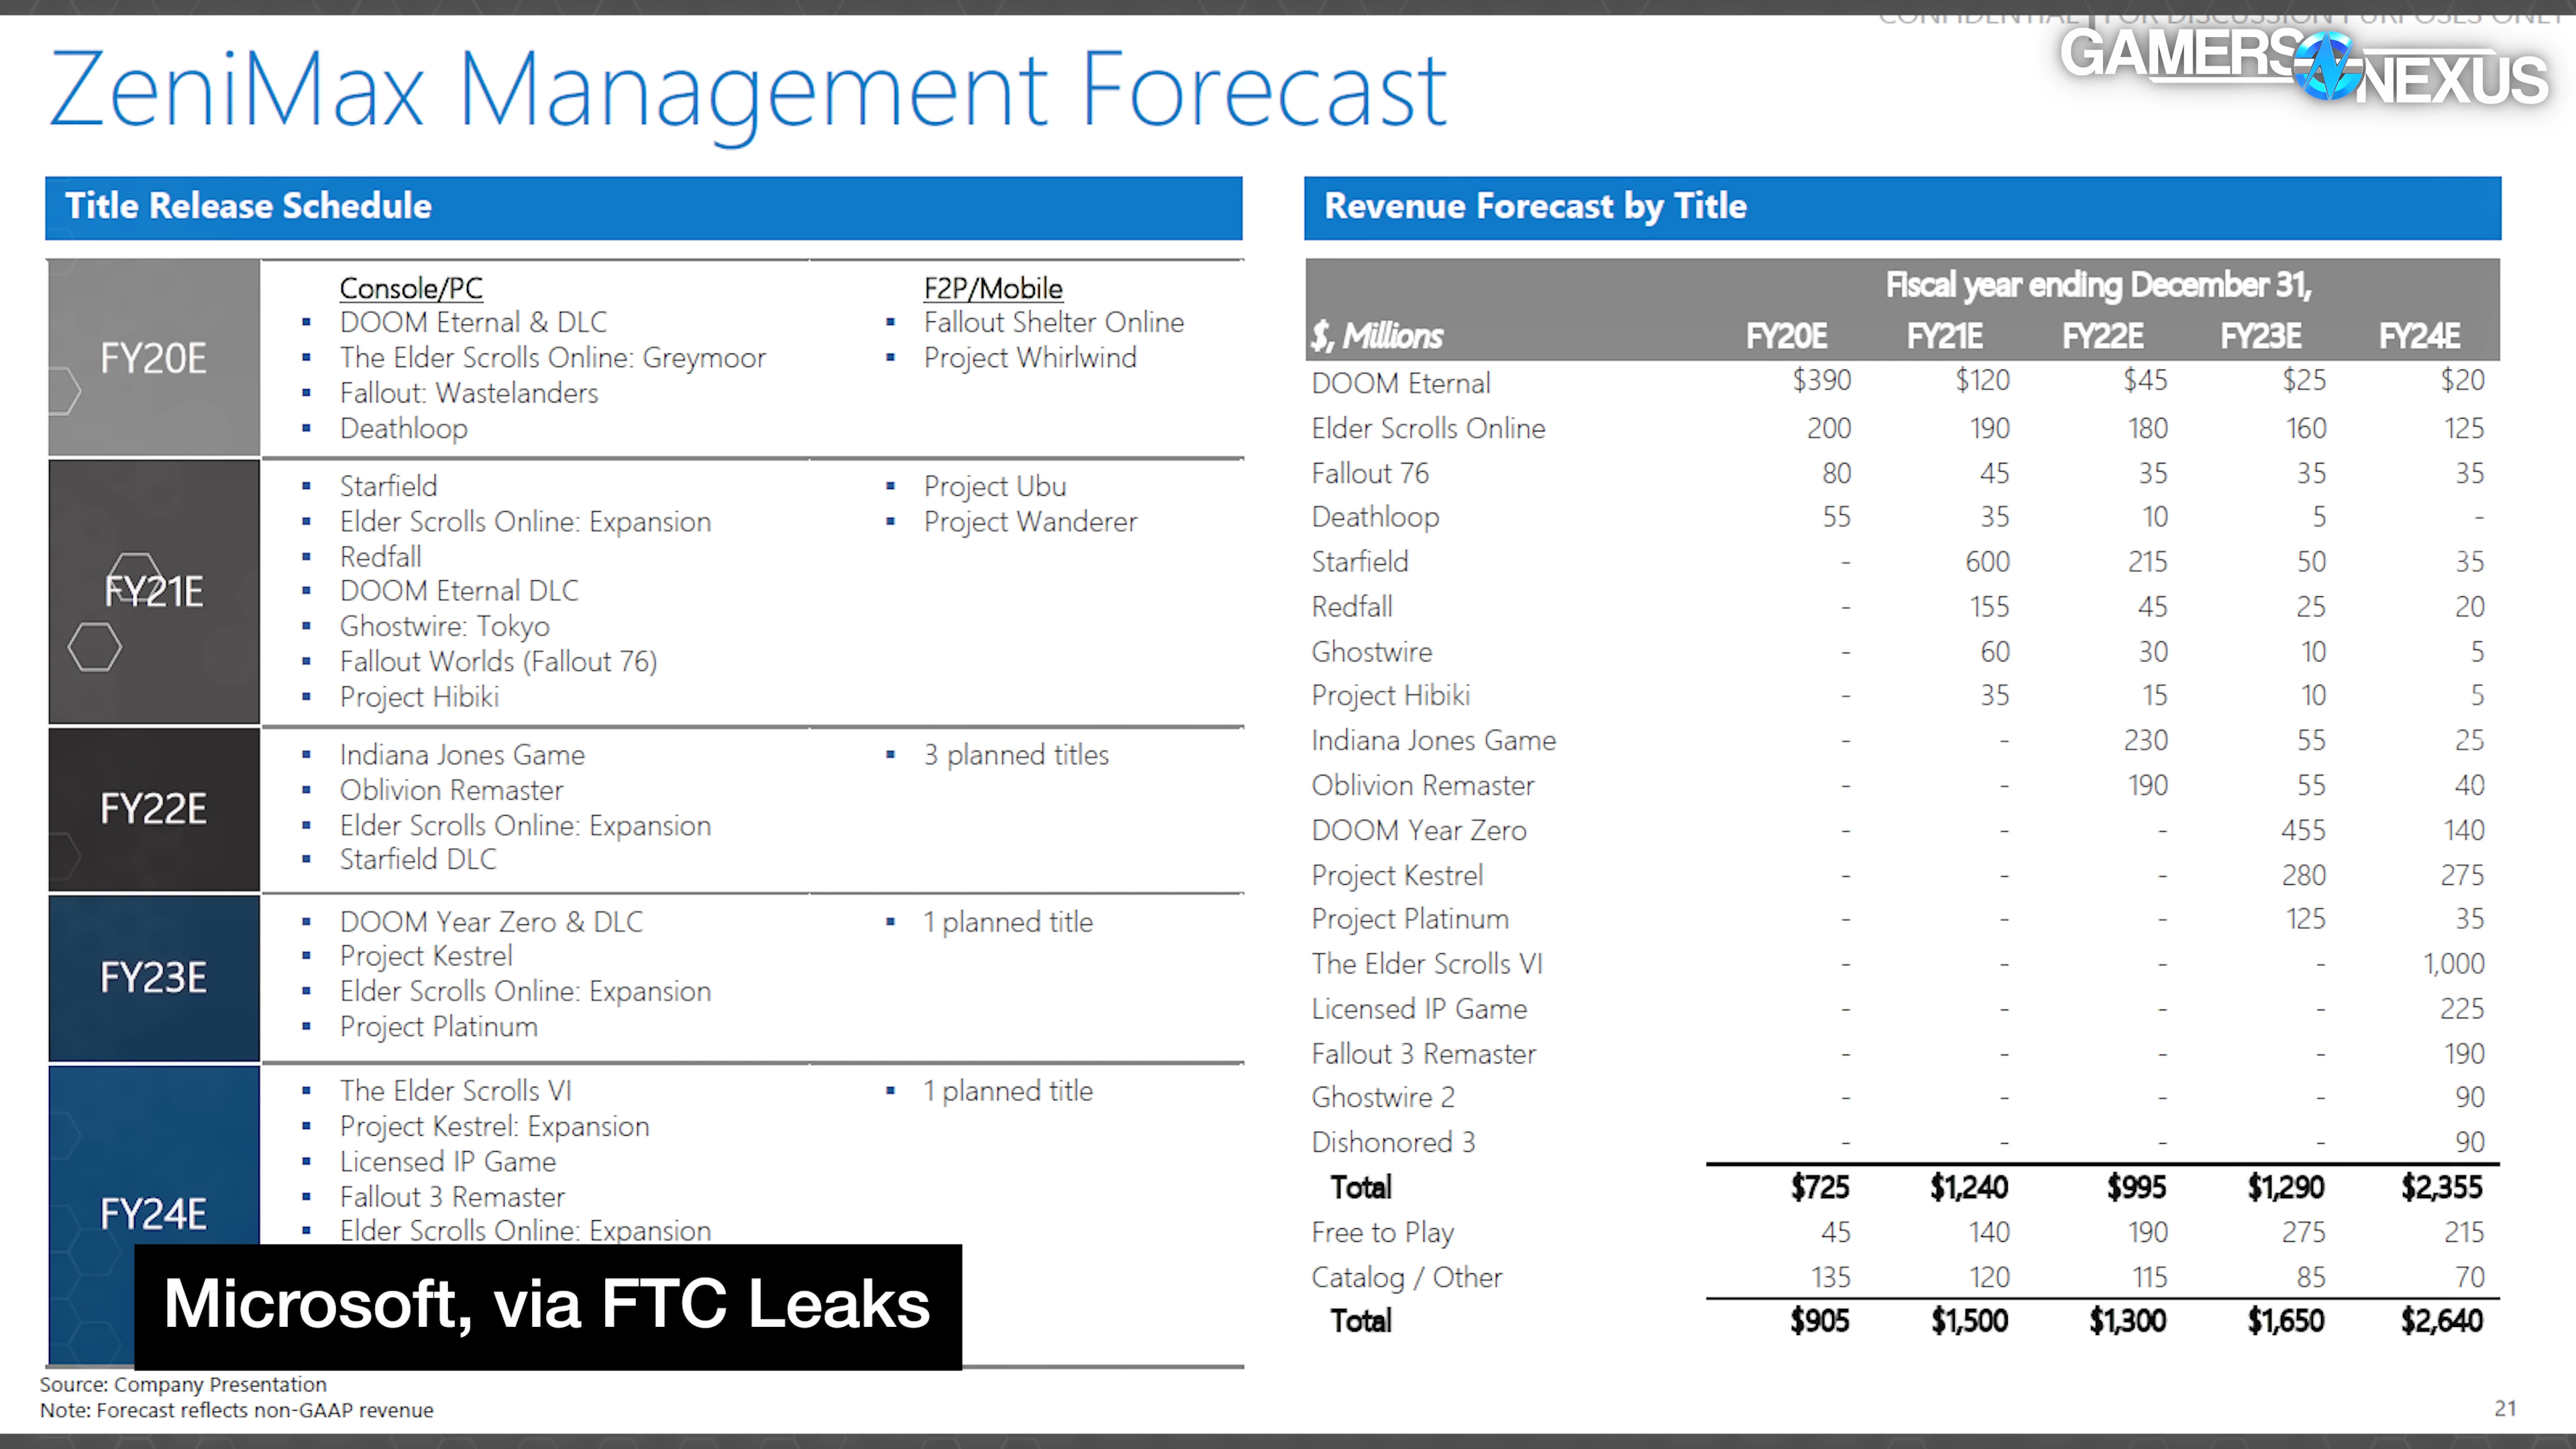 CONFIDENTIAL FOR DISCUSSION PURPOSES ONLY
GAMERS NEXUS
ZeniMax Management Forecast
Title Release Schedule
FY20E
Console/PC
DOOM Eternal & DLC
The Elder Scrolls Online: Greymoor
Fallout: Wastelanders
Deathloop
F2P/Mobile
Fallout Shelter Online
Project Whirlwind
FY21E
Starfield
Elder Scrolls Online: Expansion
Redfall
DOOM Eternal DLC
Ghostwire: Tokyo
Fallout Worlds (Fallout 76)
Project Hibiki
Project Ubu
Project Wanderer
FY22E
Indiana Jones Game
Oblivion Remaster
Elder Scrolls Online: Expansion
Starfield DLC
3 planned titles
FY23E
DOOM Year Zero & DLC
Project Kestrel
Elder Scrolls Online: Expansion
Project Platinum
1 planned title
FY24E
The Elder Scrolls VI
Project Kestrel: Expansion
Licensed IP Game
Fallout 3 Remaster
Elder Scrolls Online: Expansion
1 planned title
Microsoft, via FTC Leaks
Revenue Forecast by Title
Fiscal year ending December 31,
$, Millions FY20E FY21E FY22E FY23E FY24E
DOOM Eternal $390 $120 $45 $25 $20
Elder Scrolls Online 200 190 180 160 125
Fallout 76 80 45 35 35 35
Deathloop 55 35 10 5 -
Starfield - 600 215 50 35
Redfall - 155 45 25 20
Ghostwire - 60 30 10 5
Project Hibiki - 35 15 10 5
Indiana Jones Game - - 230 55 25
Oblivion Remaster - - 190 55 40
DOOM Year Zero - - - 455 140
Project Kestrel - - - 280 275
Project Platinum - - - 125 35
The Elder Scrolls VI - - - - 1,000
Licensed IP Game - - - - 225
Fallout 3 Remaster - - - - 190
Ghostwire 2 - - - - 90
Dishonored 3 - - - - 90
Total $725 $1,240 $995 $1,290 $2,355
Free to Play 45 140 190 275 215
Catalog / Other 135 120 115 85 70
Total $905 $1,500 $1,300 $1,650 $2,640
Source: Company Presentation
Note: Forecast reflects non-GAAP revenue
21